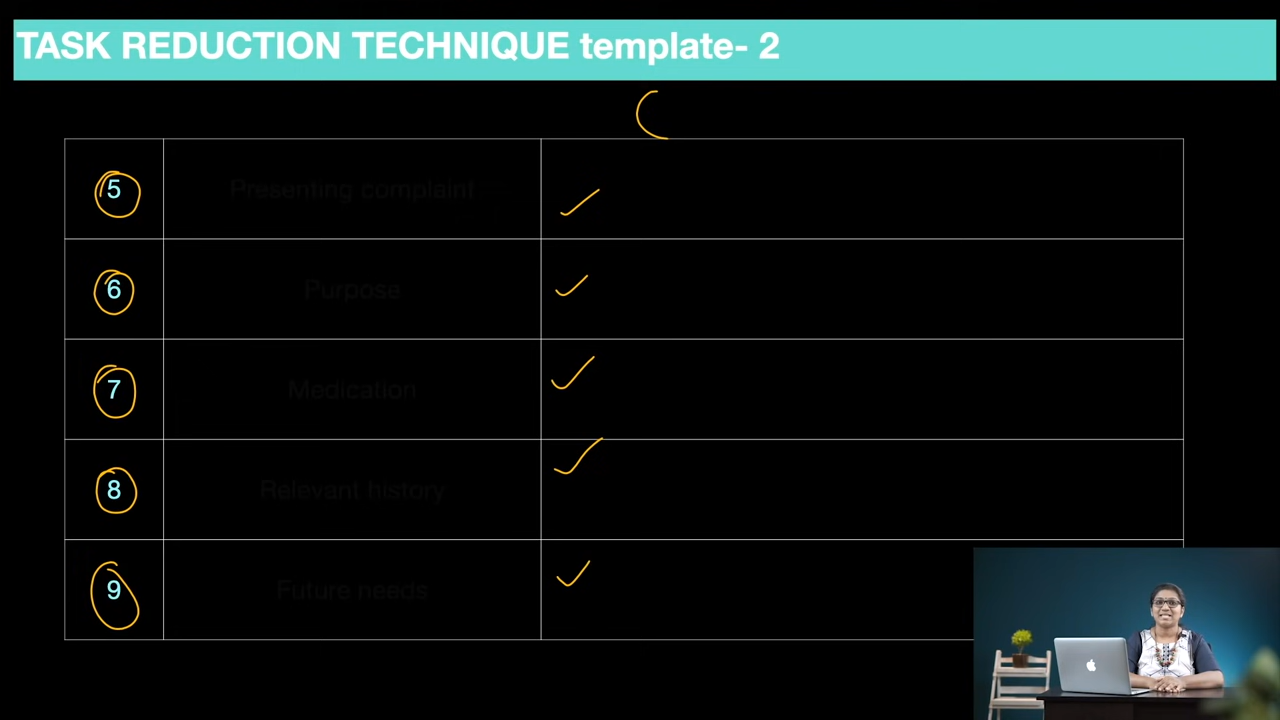 TASK REDUCTION TECHNIQUE template- 2
5 Presenting complaint
6 Purpose
7 Medication
8 Relevant history
9 Future needs